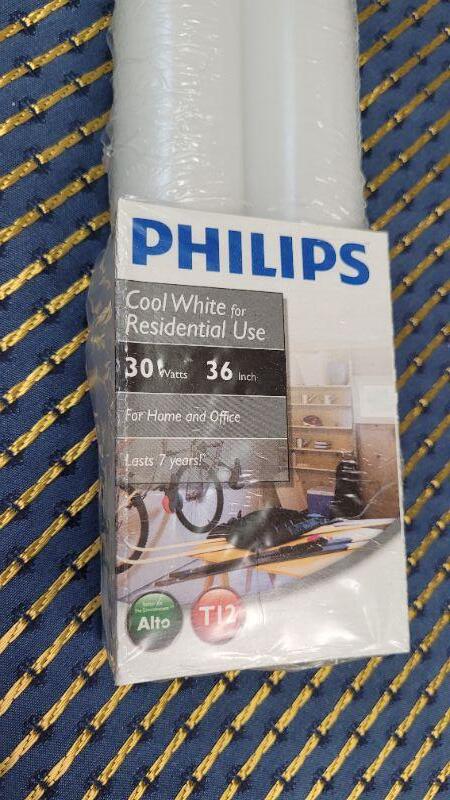 PHILIPS
Cool White for
Residential Use
30 Watts 36 Inch
For Home and Office
Lasts 7 years!
Alto
T12